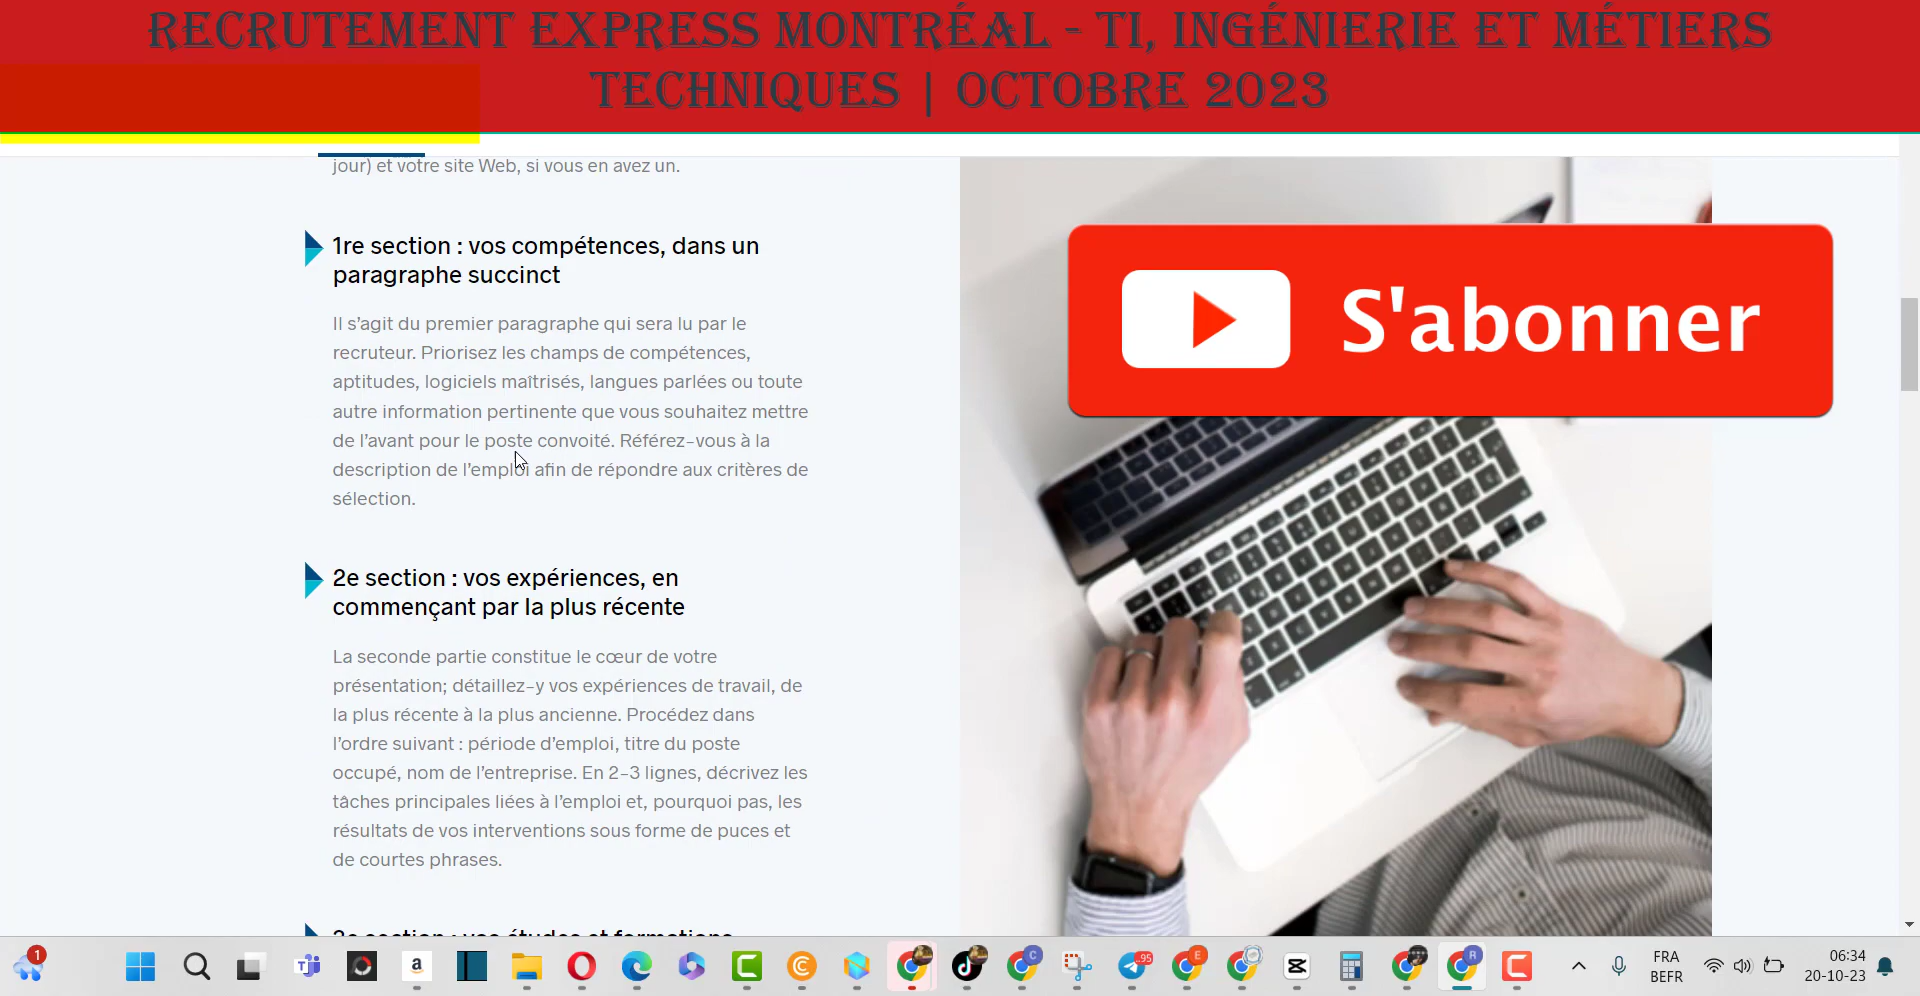 RECRUTEMENT EXPRESS MONTRÉAL - TI, INGÉNIERIE ET MÉTIERS
TECHNIQUES | OCTOBRE 2023
jour) et votre site Web, si vous en avez un.
1re section : vos compétences, dans un
paragraphe succinct
Il s’agit du premier paragraphe qui sera lu par le
recruteur. Priorisez les champs de compétences,
aptitudes, logiciels maîtrisés, langues parlées ou toute
autre information pertinente que vous souhaitez mettre
de l’avant pour le poste convoité. Référez-vous à la
description de l’emploi afin de répondre aux critères de
sélection.
S'abonner
2e section : vos expériences, en
commençant par la plus récente
La seconde partie constitue le cœur de votre
présentation; détaillez-y vos expériences de travail, de
la plus récente à la plus ancienne. Procédez dans
l’ordre suivant : période d’emploi, titre du poste
occupé, nom de l’entreprise. En 2-3 lignes, décrivez les
tâches principales liées à l’emploi et, pourquoi pas, les
résultats de vos interventions sous forme de puces et
de courtes phrases.
3e section : vos études et formations
1
95
C
E
R
FRA
BEFR
06:34
20-10-23